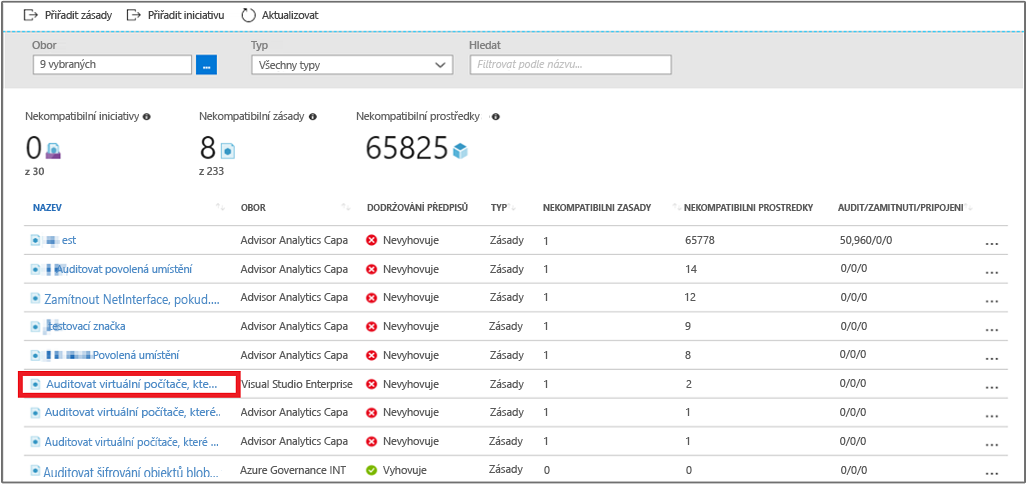 Přiřadit zásady Přiřadit iniciativu Aktualizovat
Obor Typ Hledat
9 vybraných ... Všechny typy Filtrovat podle názvu...
Nekompatibilní iniciativy Nekompatibilní zásady Nekompatibilní prostředky
0 8 65825
z 30 z 233
NAZEV OBOR DODRŽOVÁNÍ PŘEDPISŮ TYP NEKOMPATIBILNI ZASADY NEKOMPATIBILNI PROSTREDKY AUDIT/ZAMITNUTI/PRIPOJENI
est Advisor Analytics Capa Nevyhovuje Zásady 1 65778 50,960/0/0 ...
Auditovat povolená umístění Advisor Analytics Capa Nevyhovuje Zásady 1 14 0/0/0 ...
Zamítnout NetInterface, pokud.... Advisor Analytics Capa Nevyhovuje Zásady 1 12 0/0/0 ...
testovací značka Advisor Analytics Capa Nevyhovuje Zásady 1 9 0/0/0 ...
Povolená umístění Advisor Analytics Capa Nevyhovuje Zásady 1 8 0/0/0 ...
Auditovat virtuální počítače, kte... Visual Studio Enterprise Nevyhovuje Zásady 1 2 0/0/0 ...
Auditovat virtuální počítače, které.. Advisor Analytics Capa Nevyhovuje Zásady 1 1 0/0/0 ...
Auditovat virtuální počítače, které ... Advisor Analytics Capa Nevyhovuje Zásady 1 1 0/0/0 ...
Auditovat šifrování objektů blob... Azure Governance INT Vyhovuje Zásady 0 0 0/0/0 ...